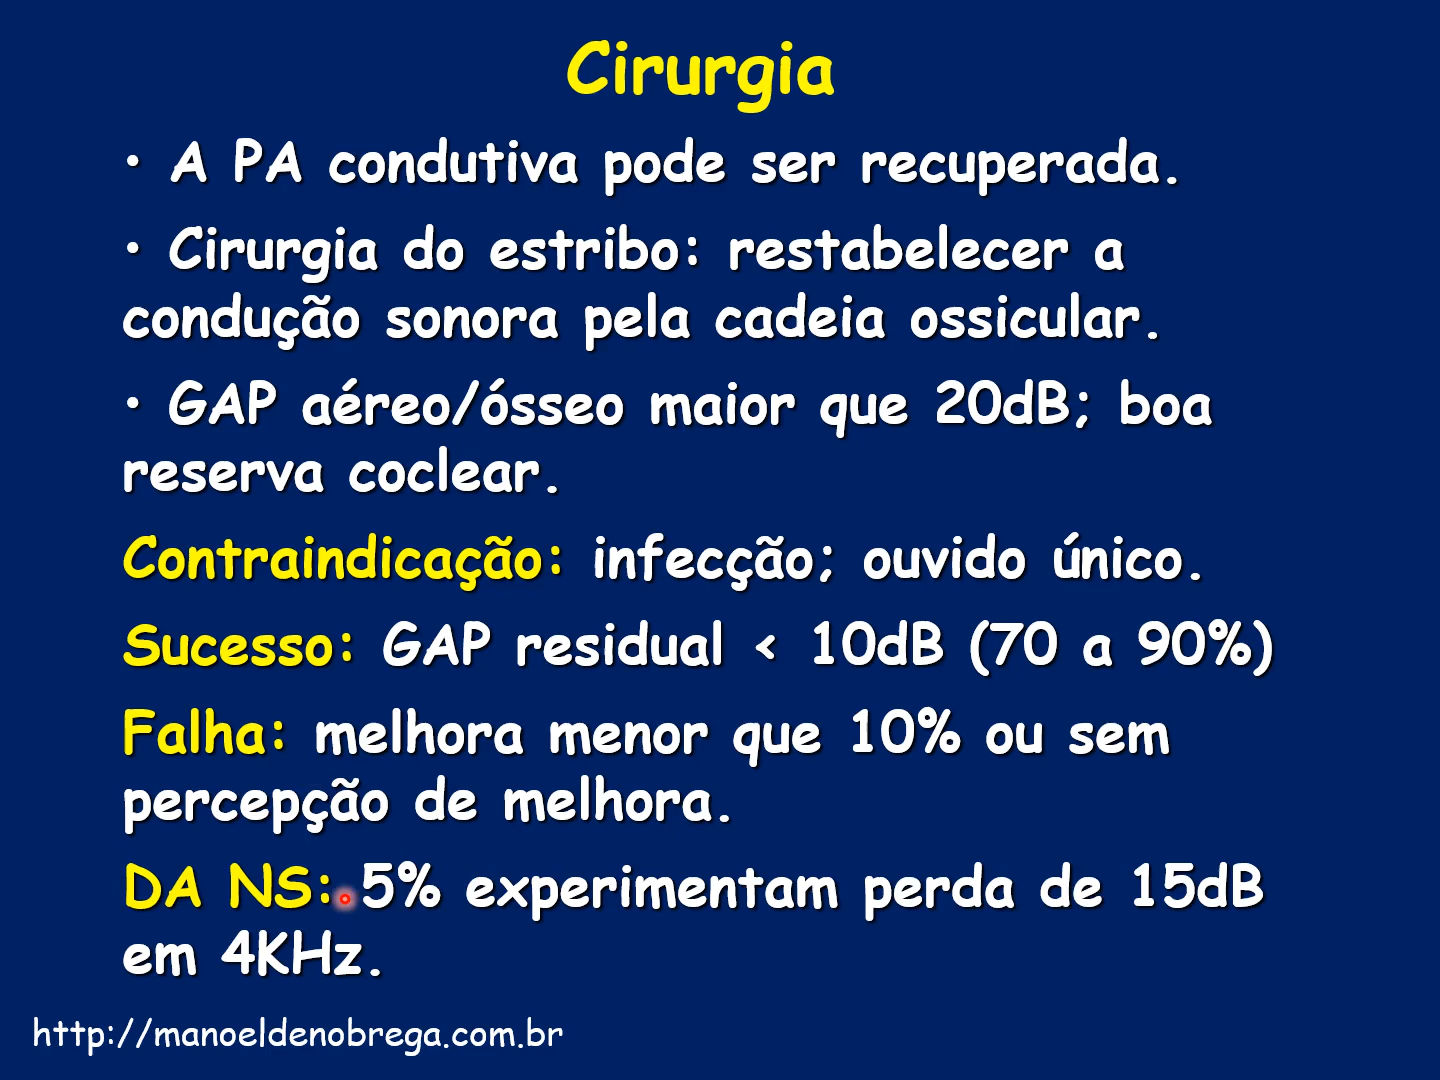 Cirurgia
• A PA condutiva pode ser recuperada.
• Cirurgia do estribo: restabelecer a
condução sonora pela cadeia ossicular.
• GAP aéreo/ósseo maior que 20dB; boa
reserva coclear.
Contraindicação: infecção; ouvido único.
Sucesso: GAP residual < 10dB (70 a 90%)
Falha: melhora menor que 10% ou sem
percepção de melhora.
DA NS: 5% experimentam perda de 15dB
em 4KHz.
http://manoeldenobrega.com.br